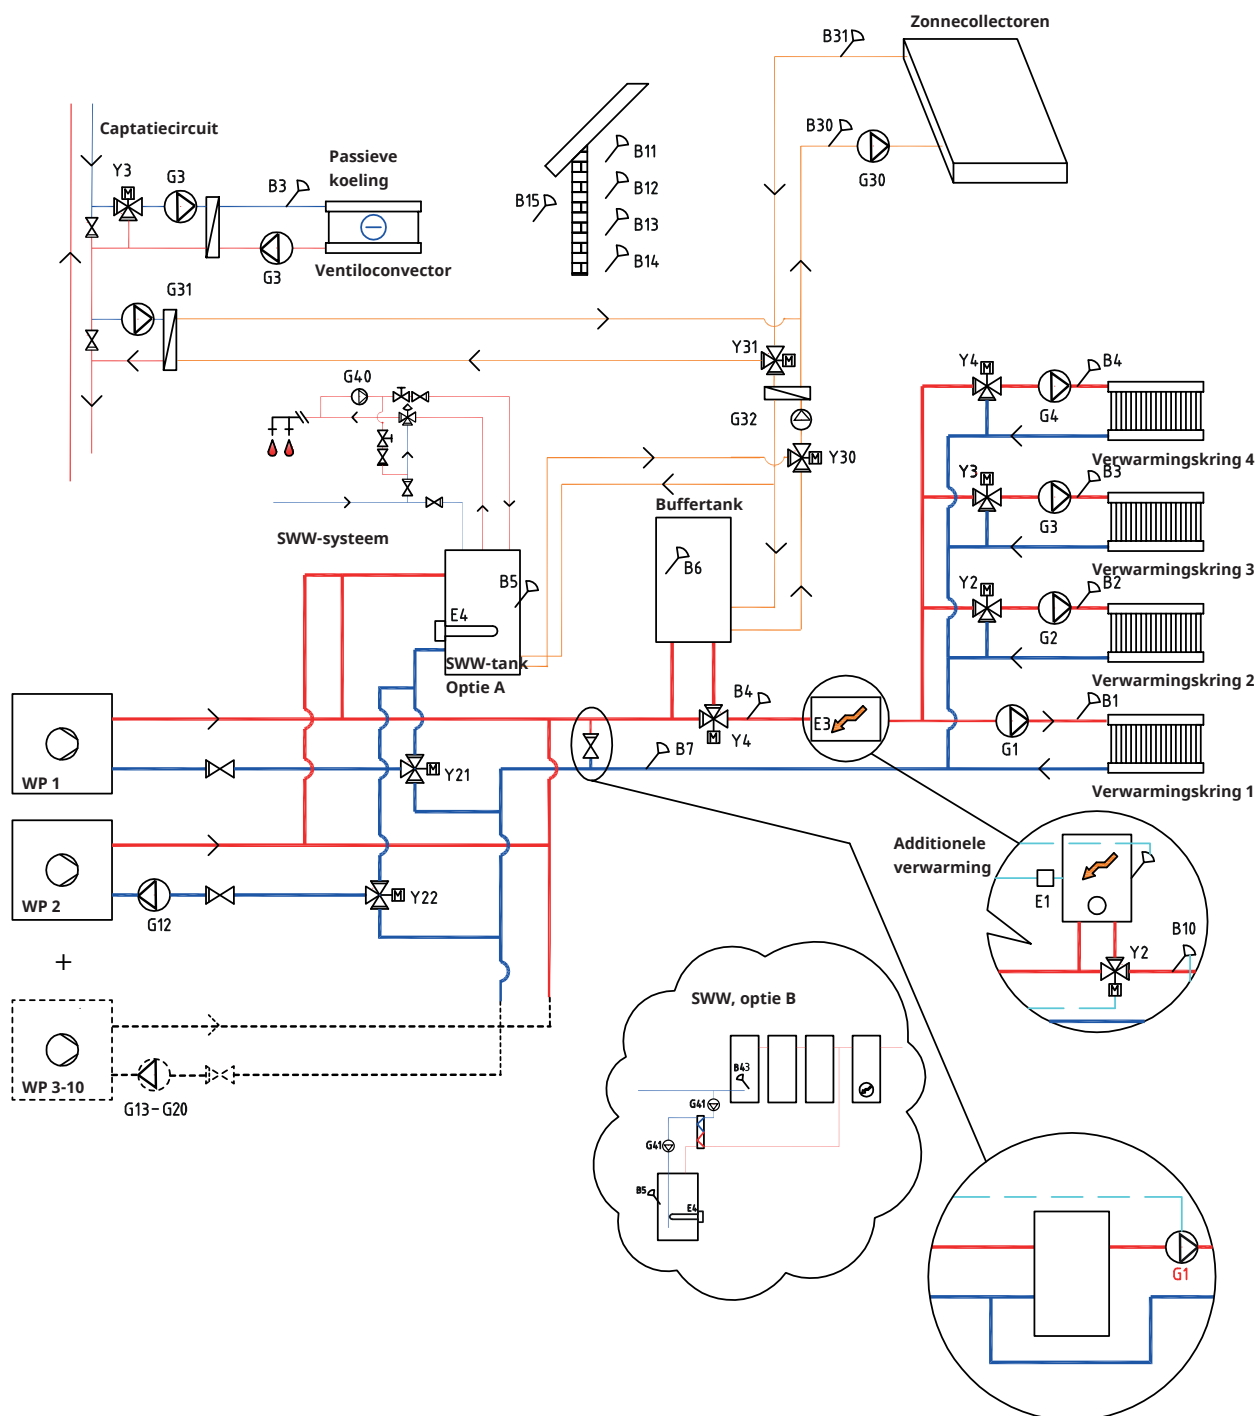 Zonnecollectoren
B31
Captatiecircuit
B30
G30
Y3
G3
Passieve
koeling
B3
B11
B12
B15
B13
B14
G3
Ventiloconvector
G31
Y31
M
Y4
M
B4
G4
Verwarmingskring 4
G40
G32
Y30
M
Y3
M
B3
G3
Verwarmingskring 3
Buffertank
B6
SWW-systeem
B5
E4
SWW-tank
Optie A
Y2
M
B2
G2
Verwarmingskring 2
B4
Y4
M
E3
B1
G1
Verwarmingskring 1
B7
WP 1
M
Y21
WP 2
G12
M
Y22
+
WP 3-10
G13-G20
Additionele
verwarming
E1
B10
Y2
M
SWW, optie B
B43
G41
G41
B5
E4
G1
M